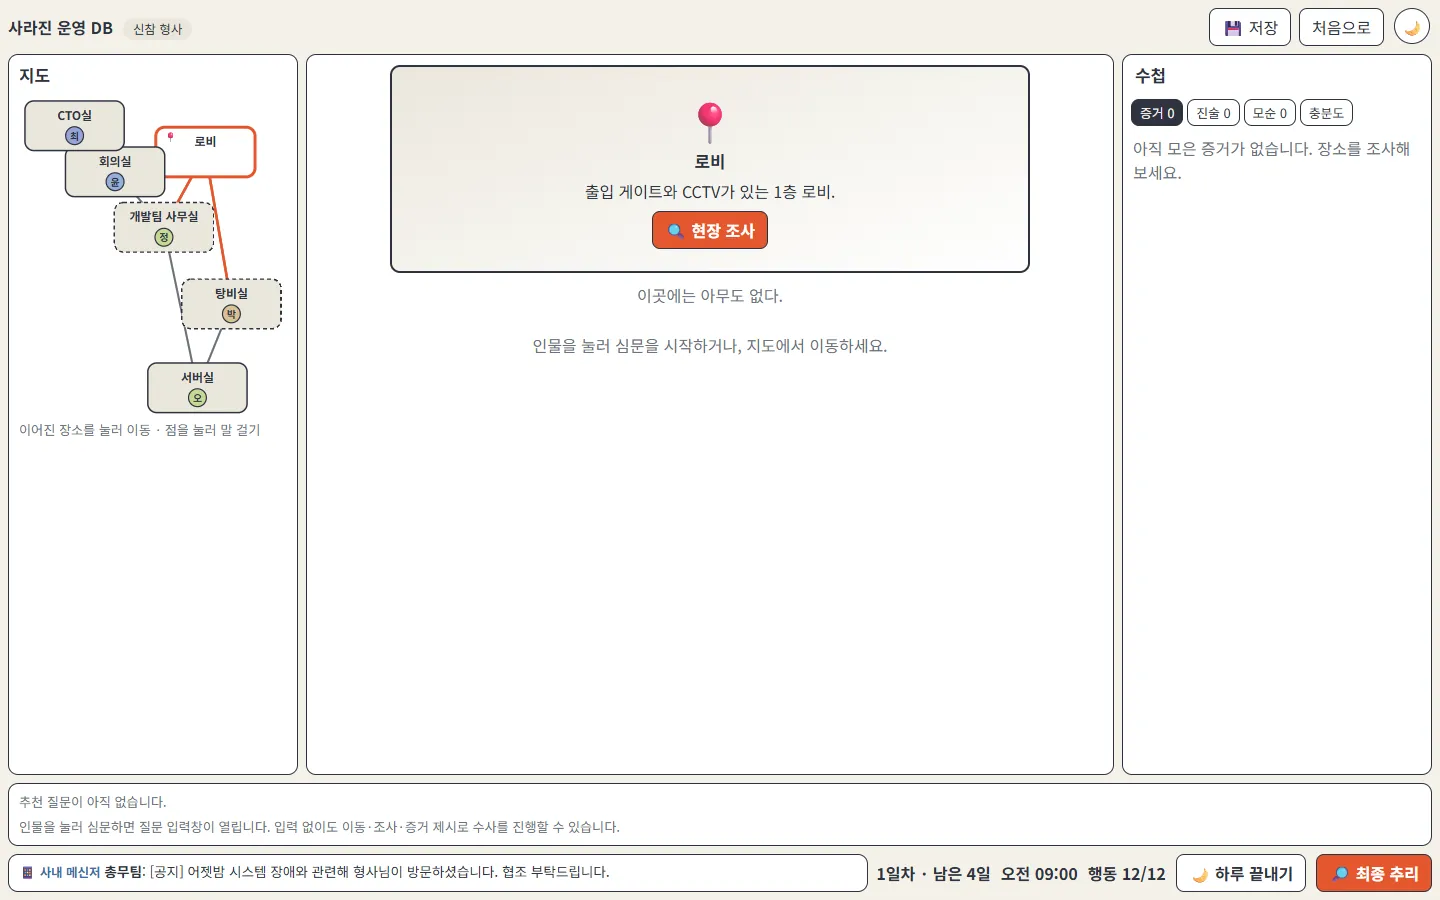 사라진 운영 DB 신참 형사
저장 처음으로
지도
CTO실
최
로비
회의실
윤
개발팀 사무실
정
탕비실
박
서버실
오
이어진 장소를 눌러 이동 · 점을 눌러 말 걸기
로비
출입 게이트와 CCTV가 있는 1층 로비.
현장 조사
이곳에는 아무도 없다.
인물을 눌러 심문을 시작하거나, 지도에서 이동하세요.
수첩
증거 0 진술 0 모순 0 충분도
아직 모은 증거가 없습니다. 장소를 조사해
보세요.
추천 질문이 아직 없습니다.
인물을 눌러 심문하면 질문 입력창이 열립니다. 입력 없이도 이동·조사·증거 제시로 수사를 진행할 수 있습니다.
사내 메신저 총무팀: [공지] 어젯밤 시스템 장애와 관련해 형사님이 방문하셨습니다. 협조 부탁드립니다.
1일차 · 남은 4일 오전 09:00 행동 12/12 하루 끝내기 최종 추리